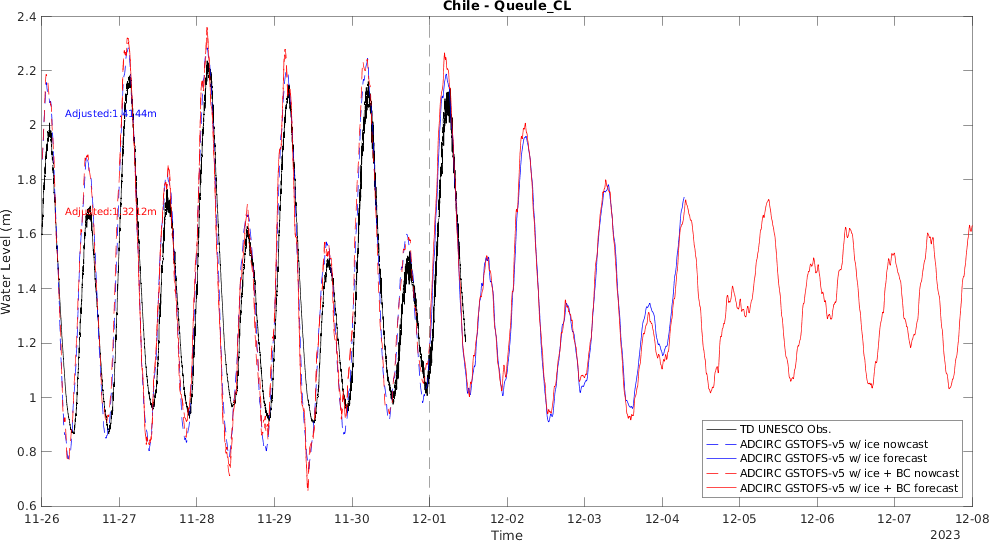 Chile - Queule_CL
2.4
2.2
2
1.8
1.6
1.4
1.2
1
0.8
0.6
Water Level (m)
Adjusted:1.4144m
Adjusted:1.3212m
TD UNESCO Obs.
ADCIRC GSTOFS-v5 w/ ice nowcast
ADCIRC GSTOFS-v5 w/ ice forecast
ADCIRC GSTOFS-v5 w/ ice + BC nowcast
ADCIRC GSTOFS-v5 w/ ice + BC forecast
11-26 11-27 11-28 11-29 11-30 12-01 12-02 12-03 12-04 12-05 12-06 12-07 12-08
Time
2023